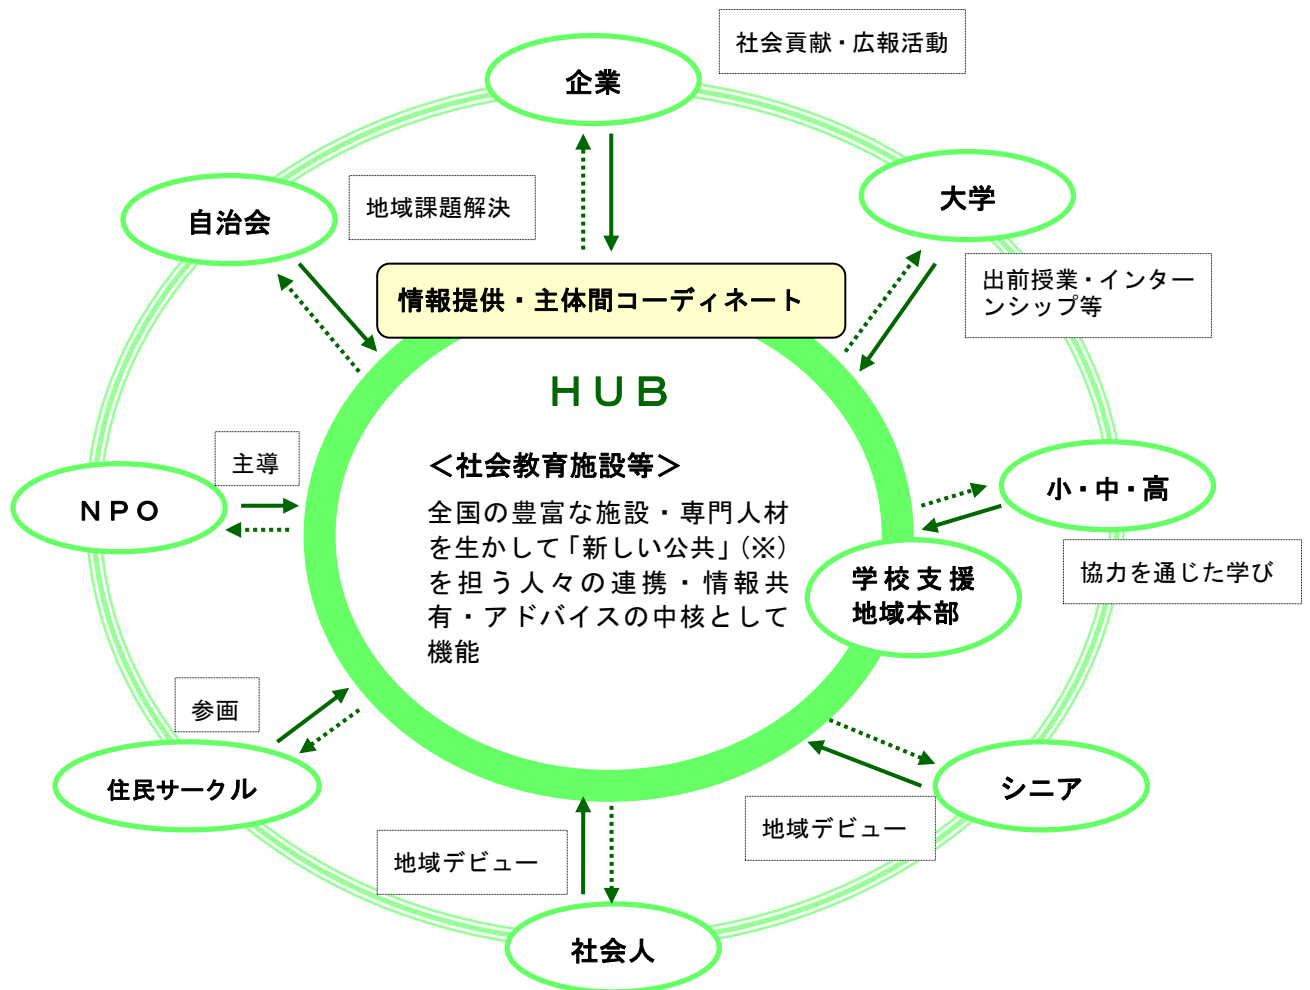 社会貢献・広報活動
企業
大学
地域課題解決
自治会
出前授業・インター
ンシップ等
情報提供・主体間コーディネート
ＨＵＢ
主導
＜社会教育施設等＞
小・中・高
ＮＰＯ
全国の豊富な施設・専門人材
を生かして「新しい公共」（※）
を担う人々の連携・情報共
有・アドバイスの中核として
機能
協力を通じた学び
学校支援
地域本部
参画
住民サークル
シニア
地域デビュー
地域デビュー
社会人